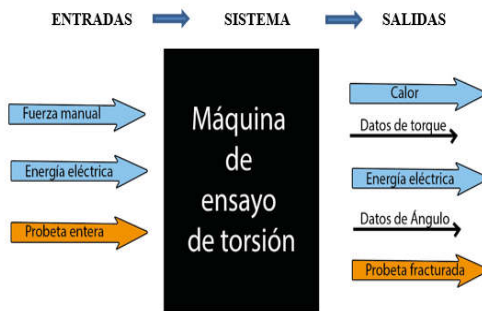 ENTRADAS
SISTEMA
SALIDAS
Fuerza manual
Energía eléctrica
Probeta entera
Máquina
de
ensayo
de torsión
Calor
Datos de torque
Energía eléctrica
Datos de Ángulo
Probeta fracturada